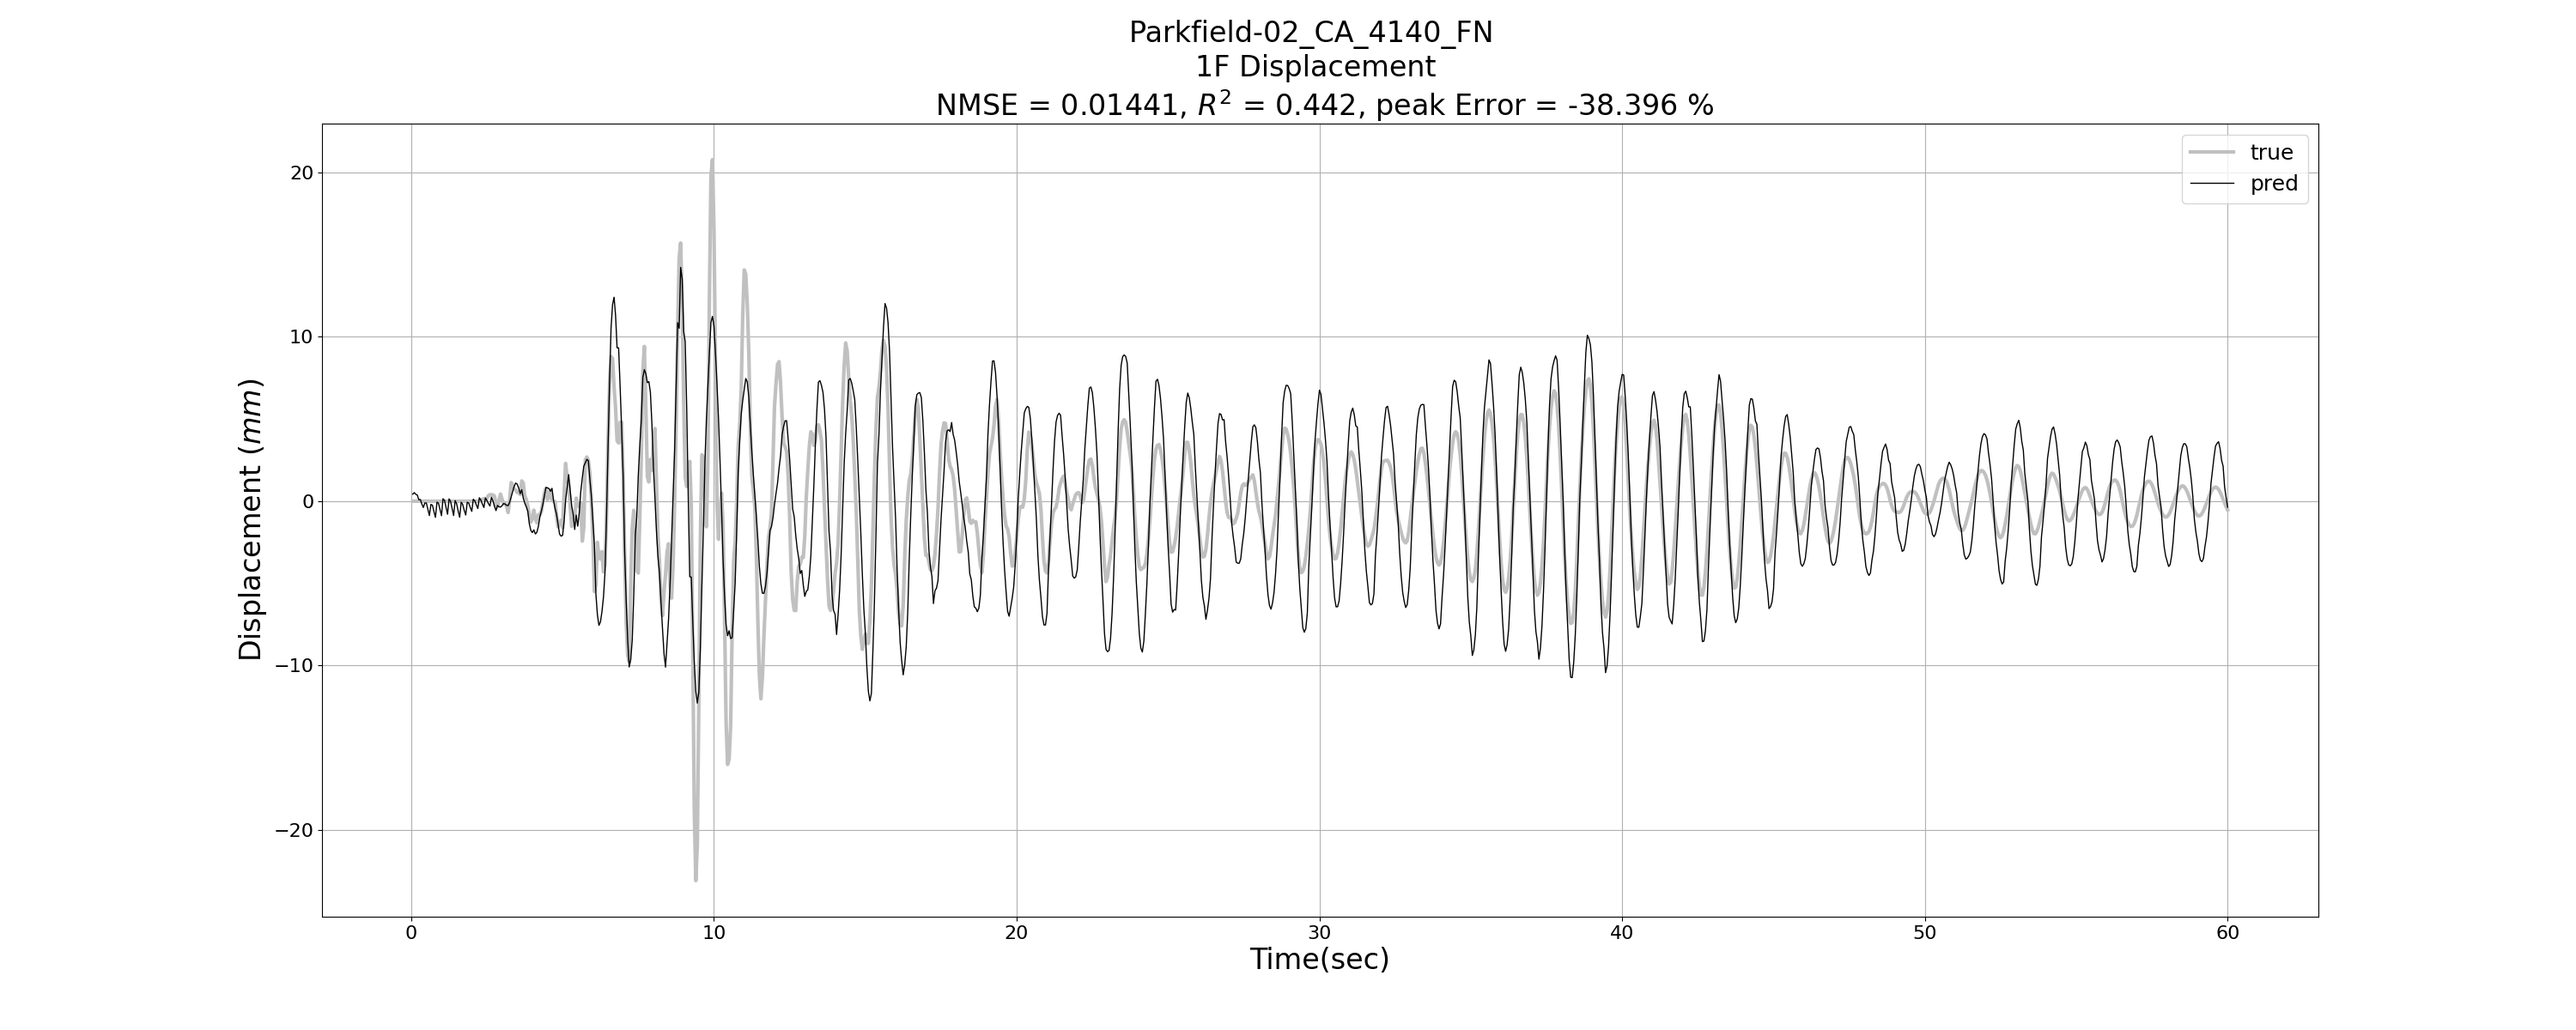 Parkfield-02_CA_4140_FN
1F Displacement
NMSE = 0.01441, R² = 0.442, peak Error = -38.396 %
true
pred
20
10
0
−10
−20
Displacement (mm)
0 10 20 30 40 50 60
Time(sec)